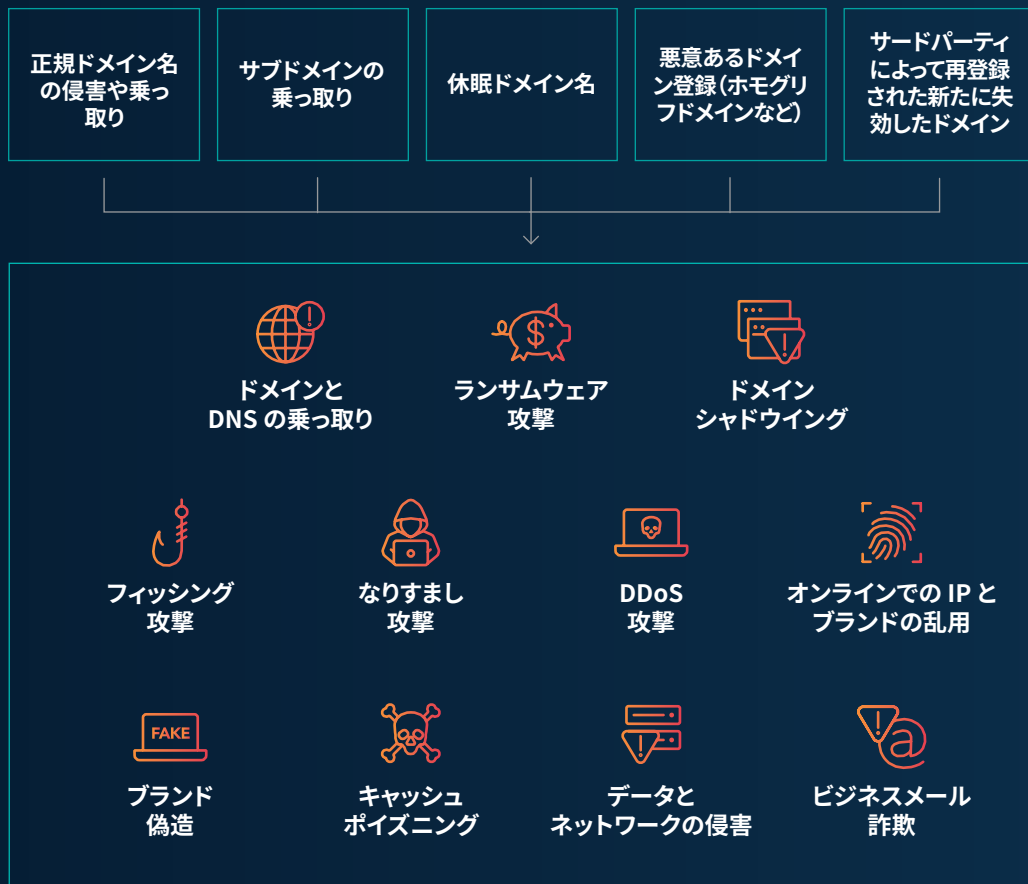 正規ドメイン名
の侵害や乗っ
取り
サブドメインの
乗っ取り
休眠ドメイン名
悪意あるドメイ
ン登録（ホモグリ
フドメインなど）
サードパーティ
によって再登録
された新たに失
効したドメイン
ドメインと
DNS の乗っ取り
ランサムウェア
攻撃
ドメイン
シャドウイング
フィッシング
攻撃
なりすまし
攻撃
DDoS
攻撃
オンラインでの IP と
ブランドの乱用
FAKE
ブランド
偽造
キャッシュ
ポイズニング
データと
ネットワークの侵害
ビジネスメール
詐欺